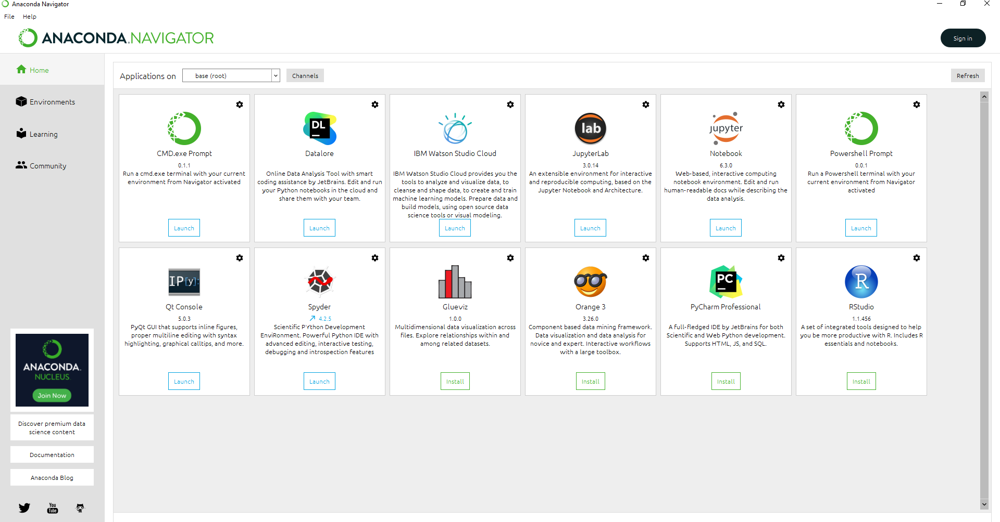 Anaconda Navigator
File Help
ANACONDA.NAVIGATOR
Sign in
Home
Environments
Learning
Community
ANACONDA.
NUCLEUS
Join Now
Discover premium data
science content
Documentation
Anaconda Blog
You
Tube
Applications on base (root) Channels Refresh
CMD.exe Prompt
0.1.1
Run a cmd.exe terminal with your current
environment from Navigator activated
Launch
DL
Datalore
Online Data Analysis Tool with smart
coding assistance by JetBrains. Edit and run
your Python notebooks in the cloud and
share them with your team.
Launch
IBM Watson Studio Cloud
IBM Watson Studio Cloud provides you the
tools to analyze and visualize data, to
cleanse and shape data, to create and train
machine learning models. Prepare data and
build models, using open source data
science tools or visual modeling.
Launch
lab
JupyterLab
3.0.14
An extensible environment for interactive
and reproducible computing, based on the
Jupyter Notebook and Architecture.
Launch
jupyter
Notebook
6.3.0
Web-based, interactive computing
notebook environment. Edit and run
human-readable docs while describing the
data analysis.
Launch
Powershell Prompt
0.0.1
Run a Powershell terminal with your
current environment from Navigator
activated
Launch
IP[y]:
Qt Console
5.0.3
PyQt GUI that supports inline figures,
proper multiline editing with syntax
highlighting, graphical calltips, and more.
Launch
Spyder
4.2.5
Scientific PYthon Development
EnviRonment. Powerful Python IDE with
advanced editing, interactive testing,
debugging and introspection features
Launch
Glueviz
1.0.0
Multidimensional data visualization across
files. Explore relationships within and
among related datasets.
Install
Orange 3
3.26.0
Component based data mining framework.
Data visualization and data analysis for
novice and expert. Interactive workflows
with a large toolbox.
Install
PC
PyCharm Professional
A full-fledged IDE by JetBrains for both
Scientific and Web Python development.
Supports HTML, JS, and SQL.
Install
R
RStudio
1.1.456
A set of integrated tools designed to help
you be more productive with R. Includes R
essentials and notebooks.
Install